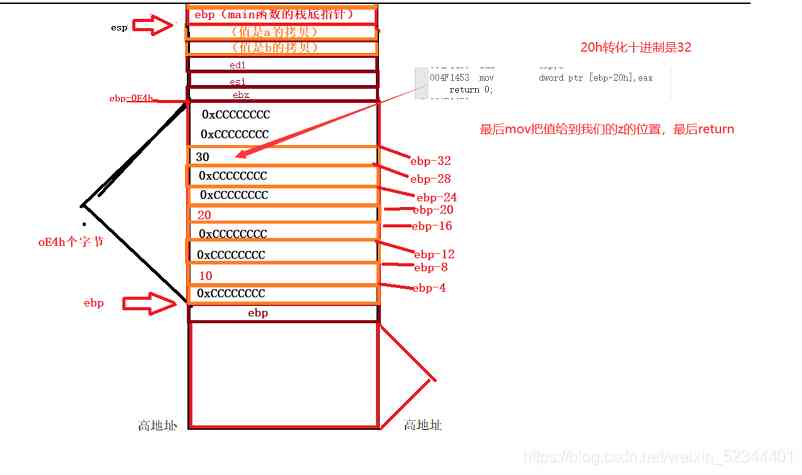 ebp（main函数的栈底指针）
esp
（值是a的拷贝）
（值是b的拷贝）
20h转化十进制是32
edi
esi
ebx
004F1453 mov dword ptr [ebp-20h],eax
return 0;
ebp-0E4h
0xCCCCCCCC
0xCCCCCCCC
最后mov把值给到我们的z的位置，最后return
30
ebp-32
0xCCCCCCCC
ebp-28
0xCCCCCCCC
ebp-24
20
ebp-20
0xCCCCCCCC
ebp-16
oE4h个字节
0xCCCCCCCC
ebp-12
ebp-8
10
0xCCCCCCCC
ebp-4
ebp
ebp
高地址
高地址
https://blog.csdn.net/weixin_52344401